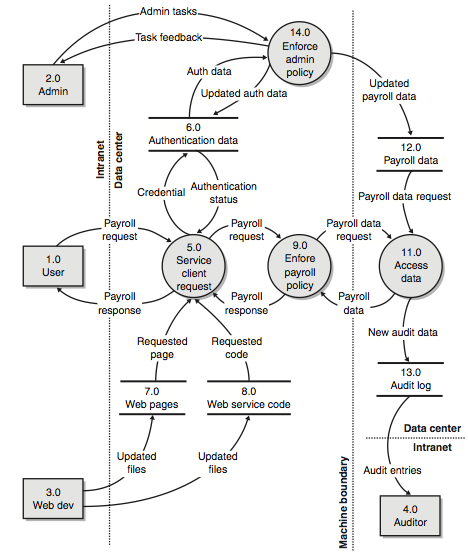 Admin tasks
Task feedback
14.0
Enforce
admin
policy
2.0
Admin
Auth data
Updated auth data
Updated
payroll data
6.0
Authentication data
12.0
Payroll data
Intranet
Data center
Credential
Authentication
status
Payroll data request
Payroll
request
Payroll
request
Payroll data
request
1.0
User
5.0
Service
client
request
9.0
Enfore
payroll
policy
11.0
Access
data
Payroll
response
Payroll
response
Payroll
data
New audit data
Requested
page
Requested
code
7.0
Web pages
8.0
Web service code
13.0
Audit log
Data center
Intranet
Updated
files
Updated
files
Machine boundary
Audit entries
3.0
Web dev
4.0
Auditor